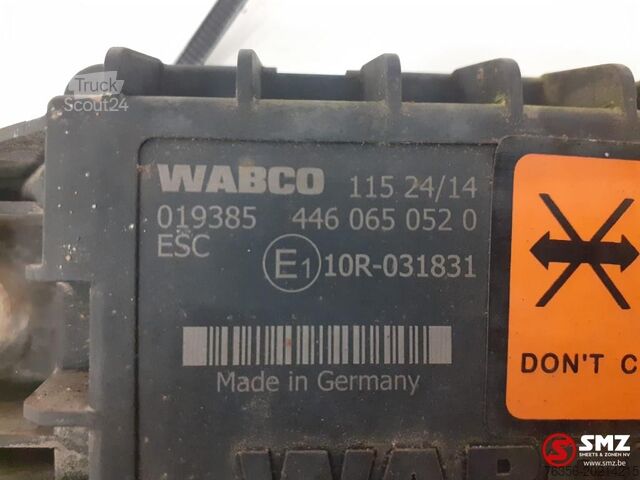 Truck
Scout24
WABCO 115 24/14
019385 446 065 052 0
ESC
E1 10R-031831
Made in Germany
DON'T C
WAB
SMZ
SHEETS & ZONEN NV
www.smz.be